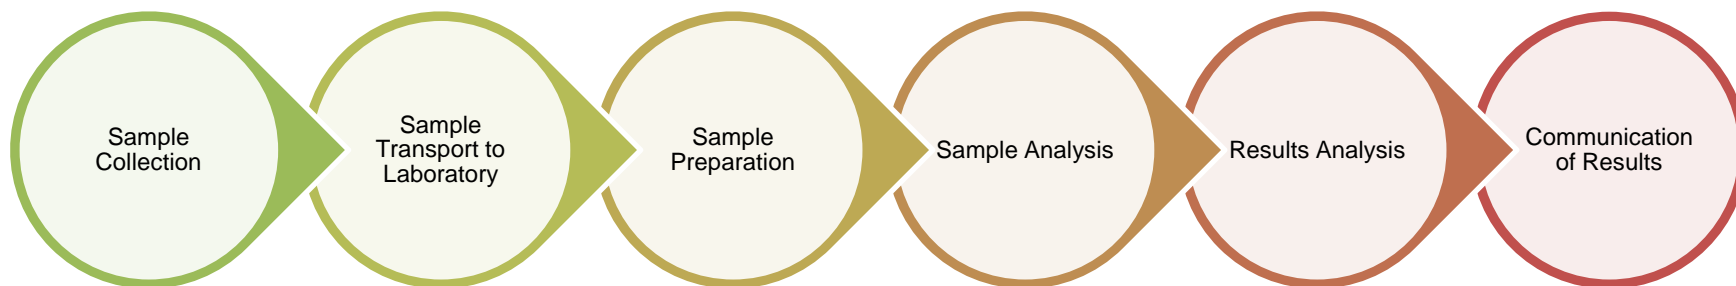 Sample
Collection
Sample
Transport to
Laboratory
Sample
Preparation
Sample Analysis
Results Analysis
Communication
of Results